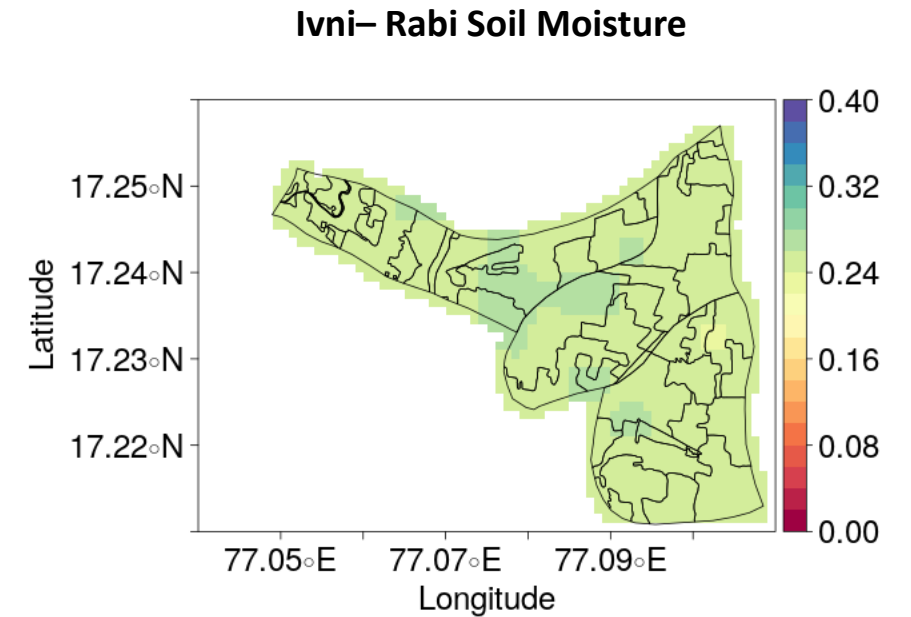 Ivni– Rabi Soil Moisture
0.40
0.32
0.24
0.16
0.08
0.00
17.25◦N
17.24◦N
17.23◦N
17.22◦N
Latitude
77.05◦E 77.07◦E 77.09◦E
Longitude